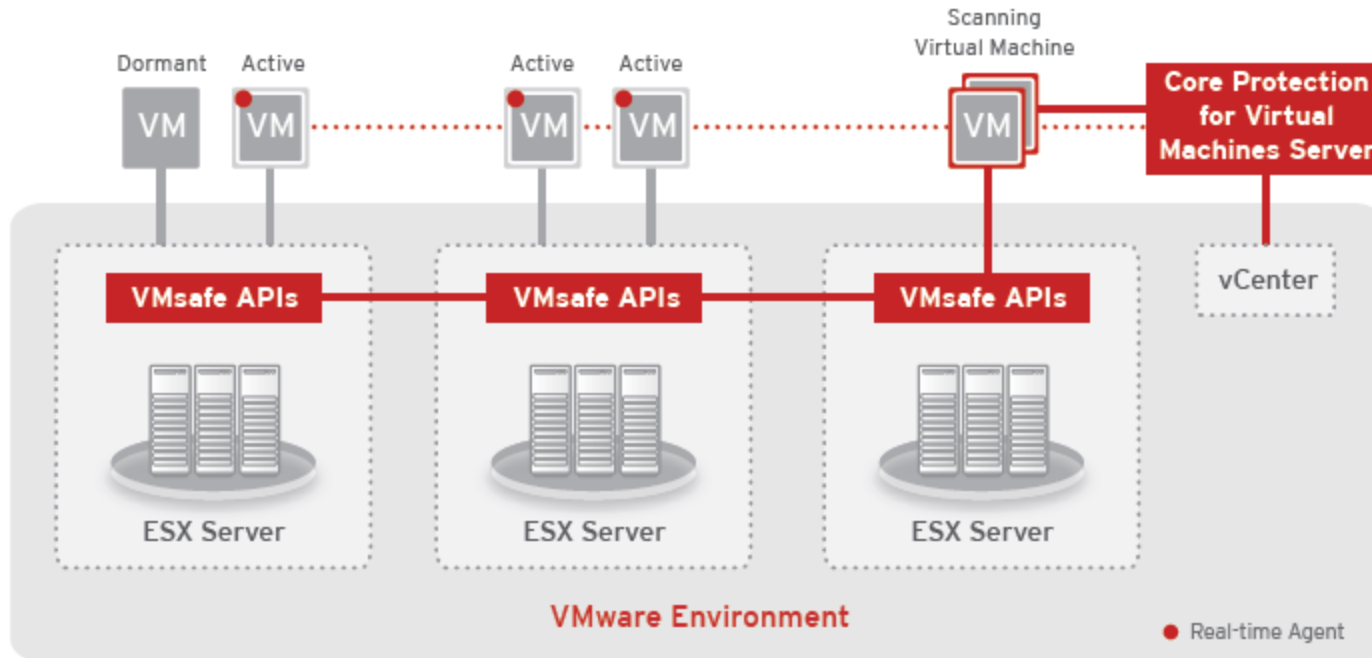 Scanning
Virtual Machine
Dormant
Active
Active
Active
Core Protection
for Virtual
Machines Server
VM
VM
VM
VM
VM
VMsafe APIs
VMsafe APIs
VMsafe APIs
vCenter
ESX Server
ESX Server
ESX Server
VMware Environment
Real-time Agent